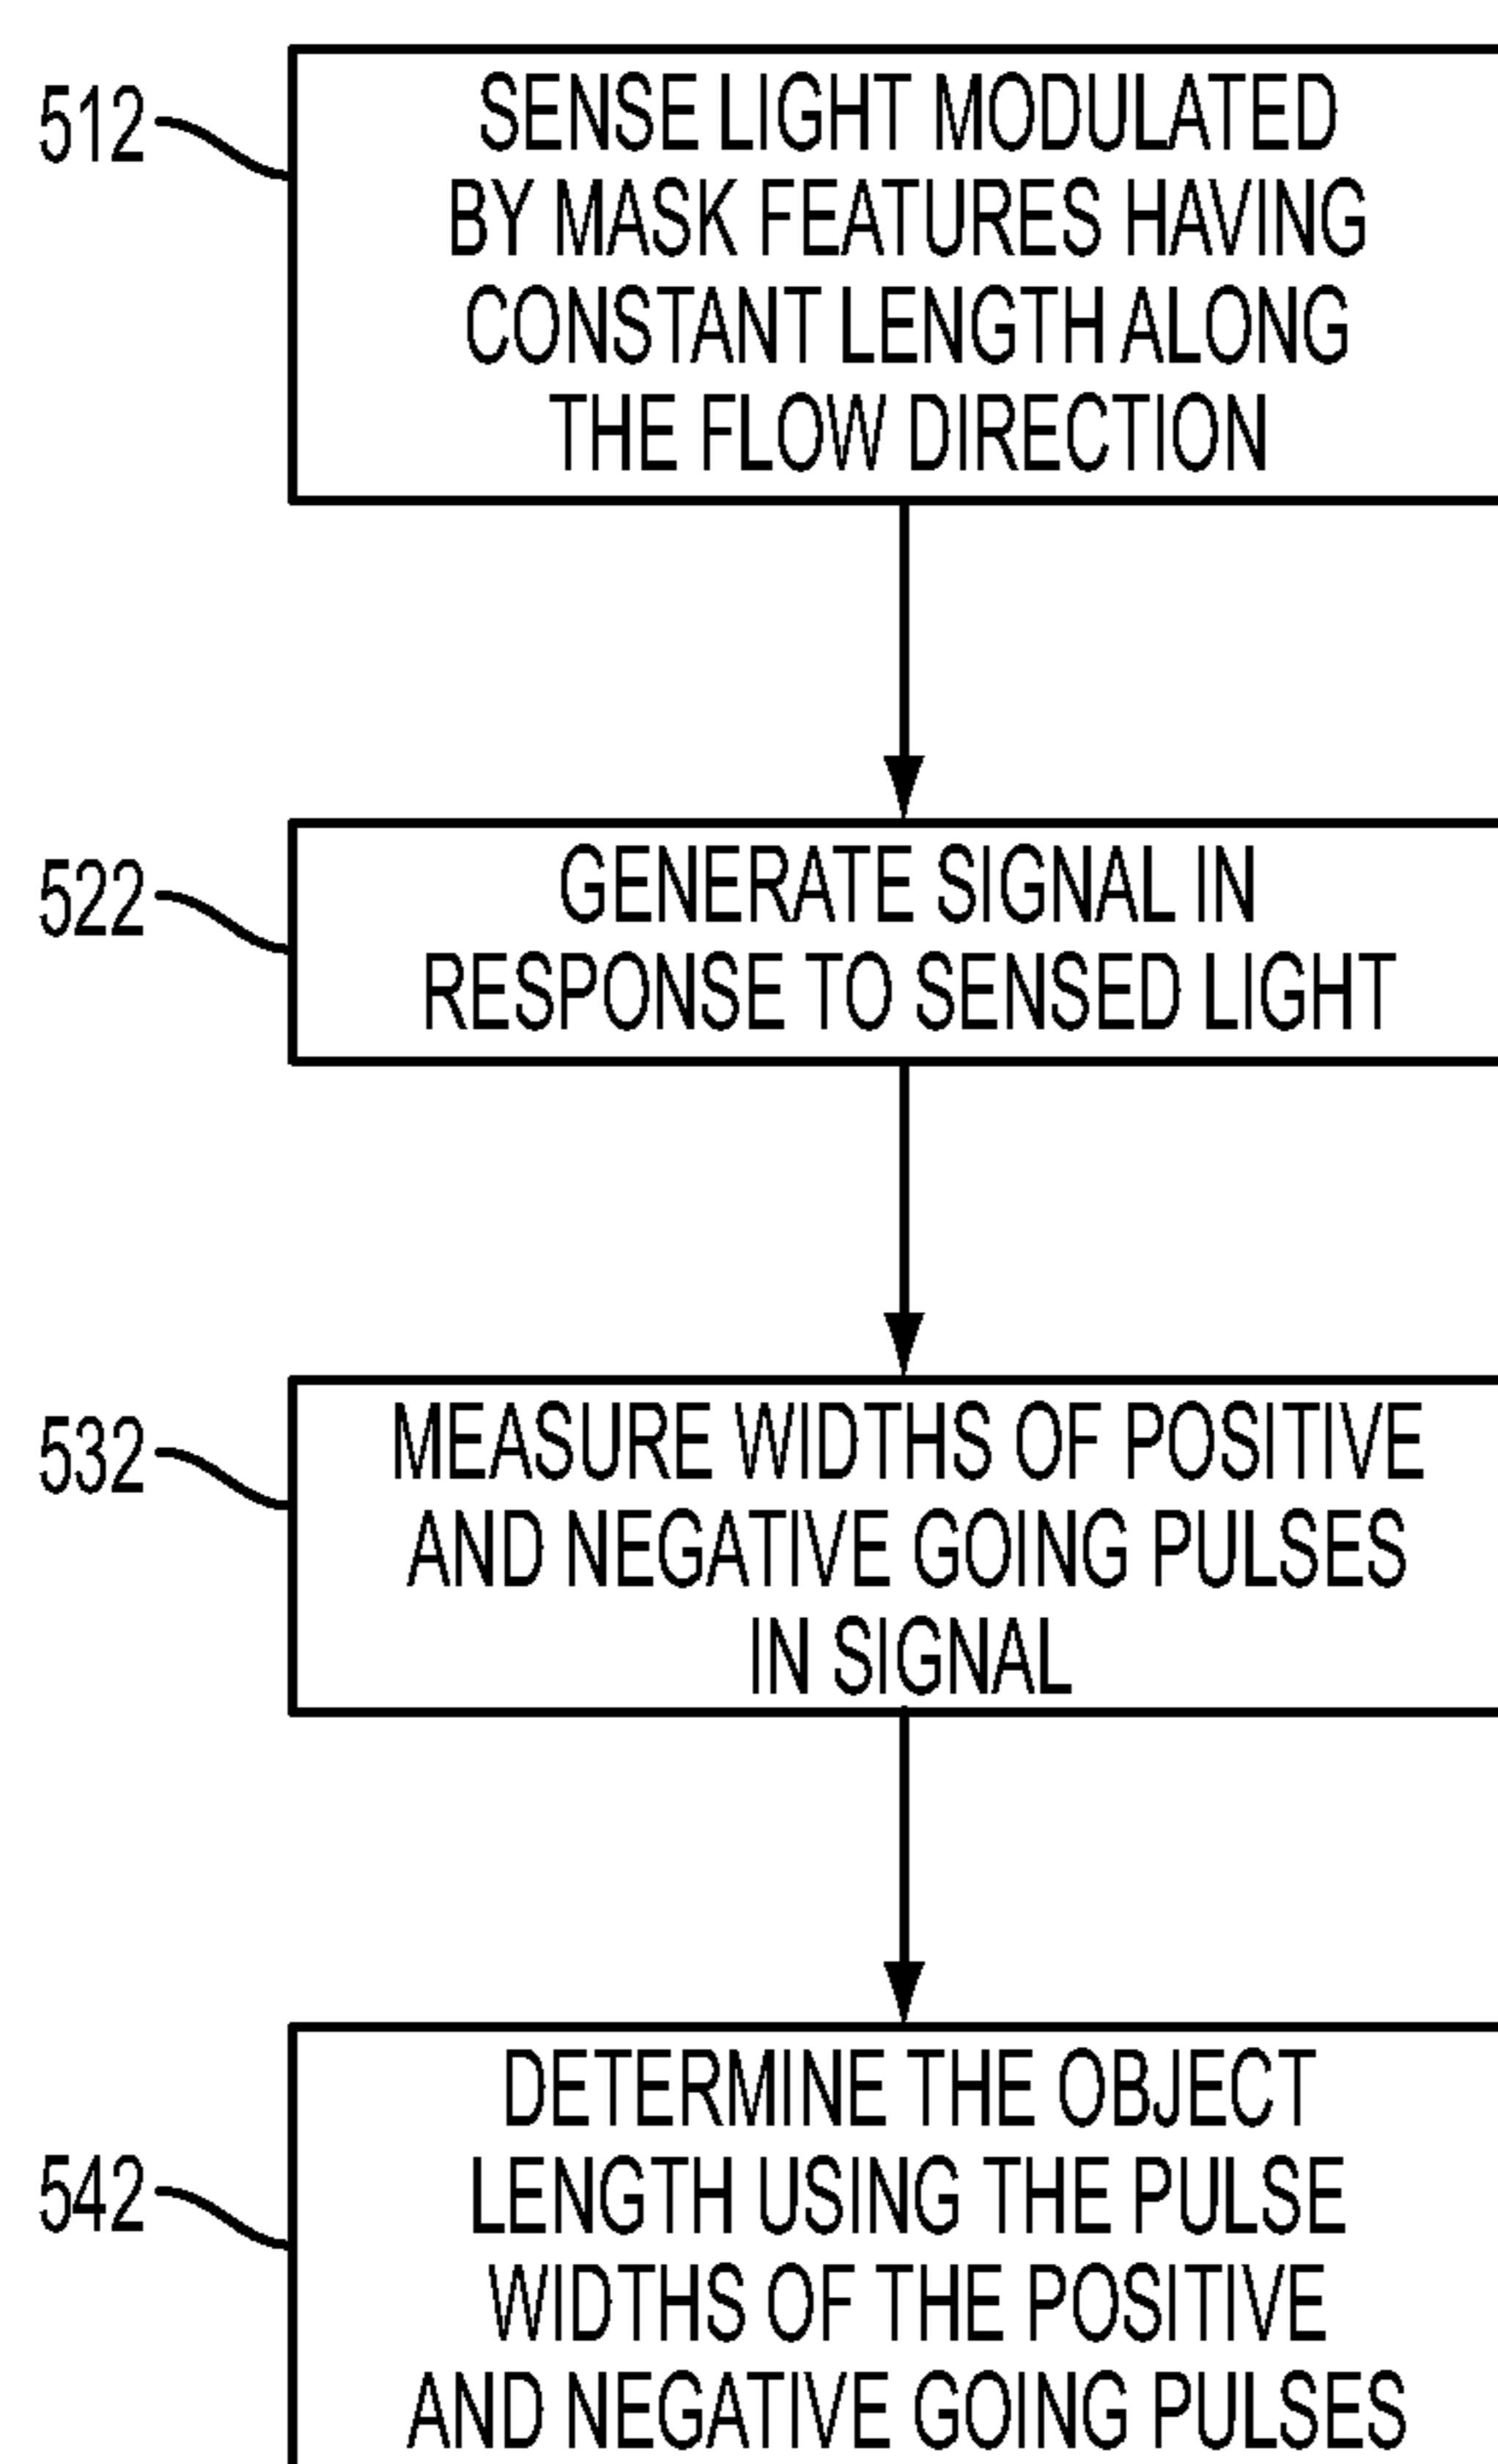 512
SENSE LIGHT MODULATED
BY MASK FEATURES HAVING
CONSTANT LENGTH ALONG
THE FLOW DIRECTION
522
GENERATE SIGNAL IN
RESPONSE TO SENSED LIGHT
532
MEASURE WIDTHS OF POSITIVE
AND NEGATIVE GOING PULSES
IN SIGNAL
542
DETERMINE THE OBJECT
LENGTH USING THE PULSE
WIDTHS OF THE POSITIVE
AND NEGATIVE GOING PULSES